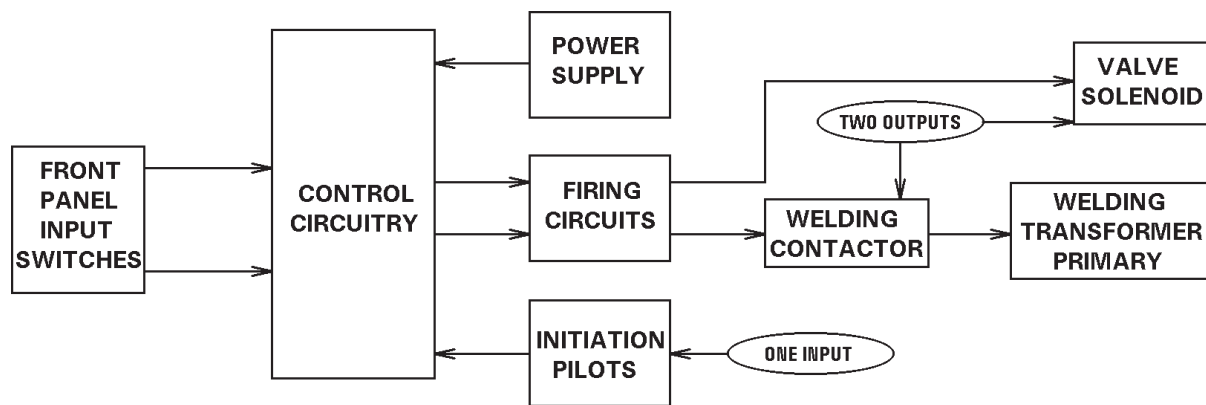 POWER
SUPPLY
VALVE
SOLENOID
TWO OUTPUTS
FRONT
PANEL
INPUT
SWITCHES
CONTROL
CIRCUITRY
FIRING
CIRCUITS
WELDING
CONTACTOR
WELDING
TRANSFORMER
PRIMARY
INITIATION
PILOTS
ONE INPUT